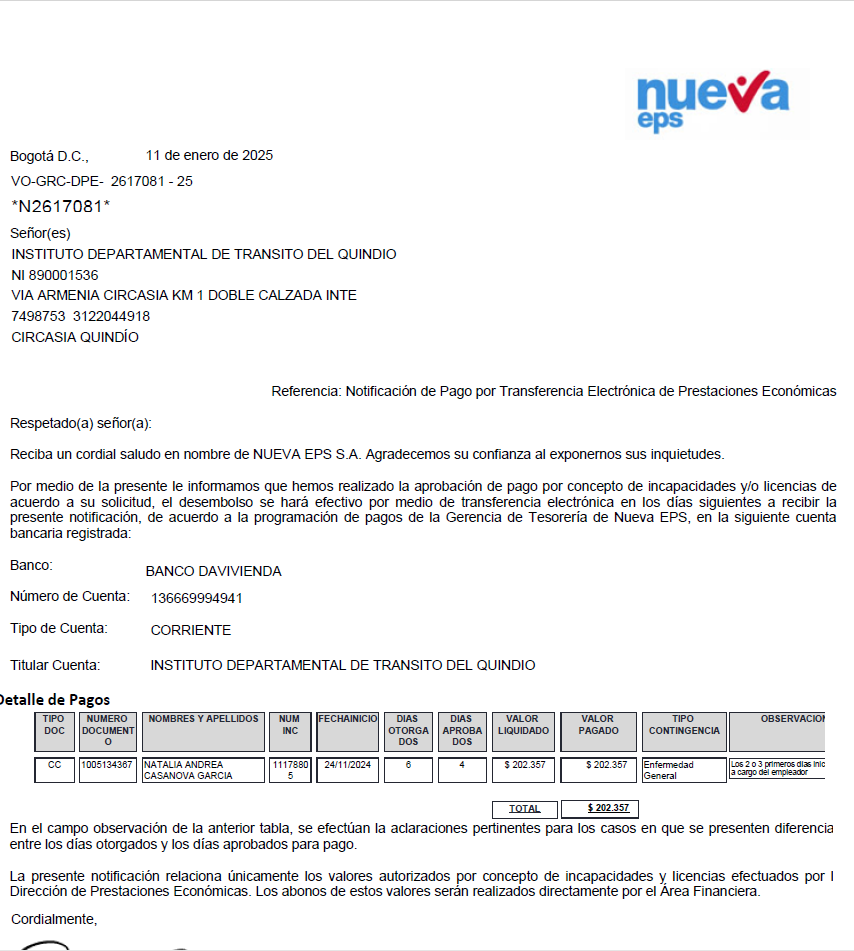 nueva
eps
Bogotá D.C., 11 de enero de 2025
VO-GRC-DPE- 2617081 - 25
*N2617081*
Señor(es)
INSTITUTO DEPARTAMENTAL DE TRANSITO DEL QUINDIO
NI 890001536
VIA ARMENIA CIRCASIA KM 1 DOBLE CALZADA INTE
7498753 3122044918
CIRCASIA QUINDÍO
Referencia: Notificación de Pago por Transferencia Electrónica de Prestaciones Económicas
Respetado(a) señor(a):
Reciba un cordial saludo en nombre de NUEVA EPS S.A. Agradecemos su confianza al exponernos sus inquietudes.
Por medio de la presente le informamos que hemos realizado la aprobación de pago por concepto de incapacidades y/o licencias de
acuerdo a su solicitud, el desembolso se hará efectivo por medio de transferencia electrónica en los días siguientes a recibir la
presente notificación, de acuerdo a la programación de pagos de la Gerencia de Tesorería de Nueva EPS, en la siguiente cuenta
bancaria registrada:
Banco: BANCO DAVIVIENDA
Número de Cuenta: 136669994941
Tipo de Cuenta: CORRIENTE
Titular Cuenta: INSTITUTO DEPARTAMENTAL DE TRANSITO DEL QUINDIO
Detalle de Pagos
TIPO NUMERO NOMBRES Y APELLIDOS NUM FECHAINICIO DIAS DIAS VALOR VALOR TIPO OBSERVACION
DOC DOCUMENT INC OTORGA APROBA LIQUIDADO PAGADO CONTINGENCIA
O DOS DOS
CC 1005134367 NATALIA ANDREA 1117880 24/11/2024 6 4 $ 202.357 $ 202.357 Enfermedad Los 2 o 3 primeros días inic
CASANOVA GARCIA 5 General a cargo del empleador
TOTAL $ 202.357
En el campo observación de la anterior tabla, se efectúan la aclaraciones pertinentes para los casos en que se presenten diferencia
entre los días otorgados y los días aprobados para pago.
La presente notificación relaciona únicamente los valores autorizados por concepto de incapacidades y licencias efectuados por l
Dirección de Prestaciones Económicas. Los abonos de estos valores serán realizados directamente por el Área Financiera.
Cordialmente,